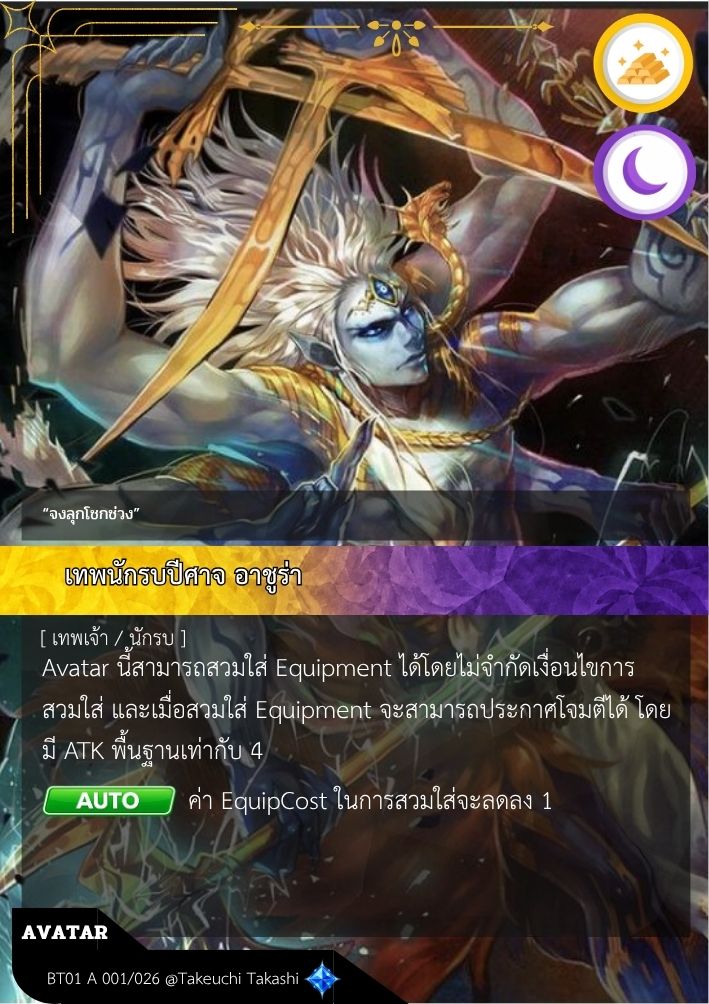 “จงลุกโชกช่วง”
เทพนักรบปีศาจ อาชูร่า
[ เทพเจ้า / นักรบ ]
Avatar นี้สามารถสวมใส่ Equipment ได้โดยไม่จำกัดเงื่อนไขการ
สวมใส่ และเมื่อสวมใส่ Equipment จะสามารถประกาศโจมตีได้ โดย
มี ATK พื้นฐานเท่ากับ 4
AUTO ค่า EquipCost ในการสวมใส่จะลดลง 1
AVATAR
BT01 A 001/026 @Takeuchi Takashi